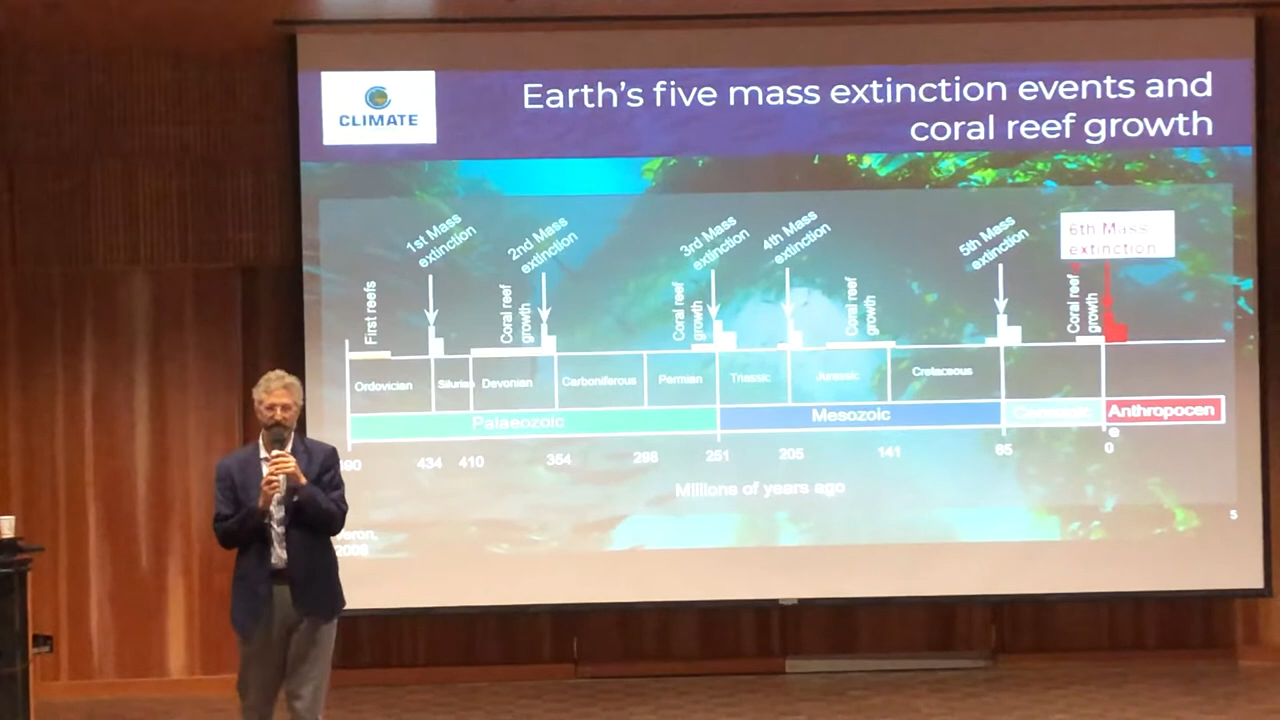 CLIMATE
Earth's five mass extinction events and
coral reef growth
First reefs
1st Mass
extinction
Coral reef
growth
2nd Mass
extinction
Coral reef
growth
3rd Mass
extinction
4th Mass
extinction
Coral reef
growth
5th Mass
extinction
Coral reef
growth
6th Mass
extinction
Ordovician Silurian Devonian Carboniferous Permian Triassic Jurassic Cretaceous
Palaeozoic Mesozoic Cenozoic Anthropocen
e
434 410 354 298 251 205 141 65 0
Millions of years ago
2008
5